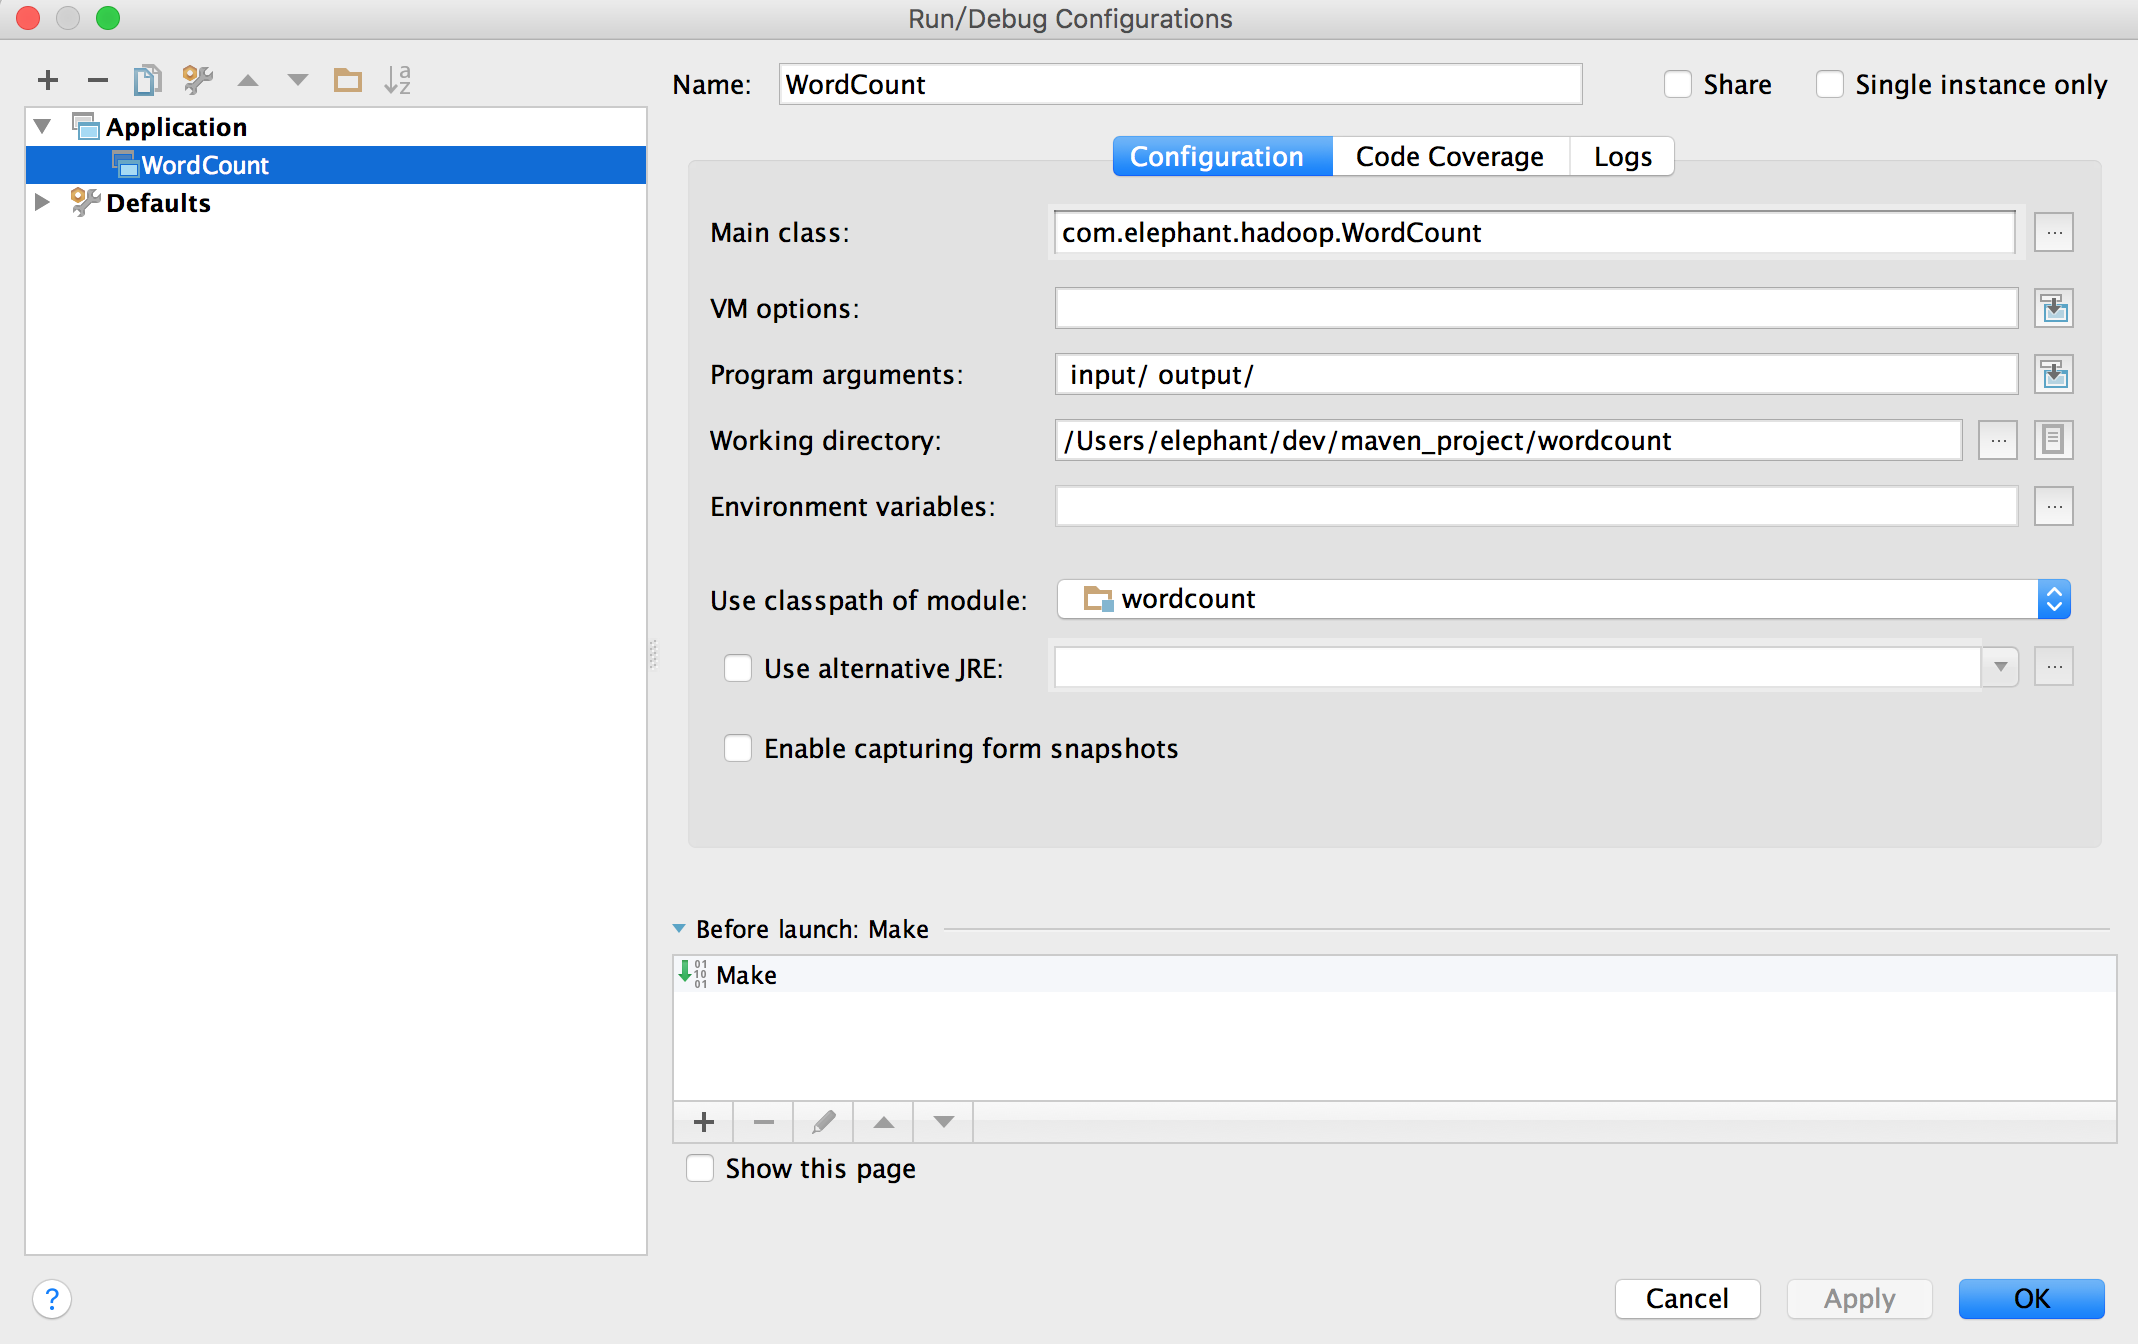 Run/Debug Configurations
Name: WordCount Share Single instance only
Application
WordCount
Defaults
Configuration Code Coverage Logs
Main class: com.elephant.hadoop.WordCount ...
VM options:
Program arguments: input/ output/
Working directory: /Users/elephant/dev/maven_project/wordcount ...
Environment variables: ...
Use classpath of module: wordcount
Use alternative JRE: ...
Enable capturing form snapshots
Before launch: Make
Make
Show this page
? Cancel Apply OK